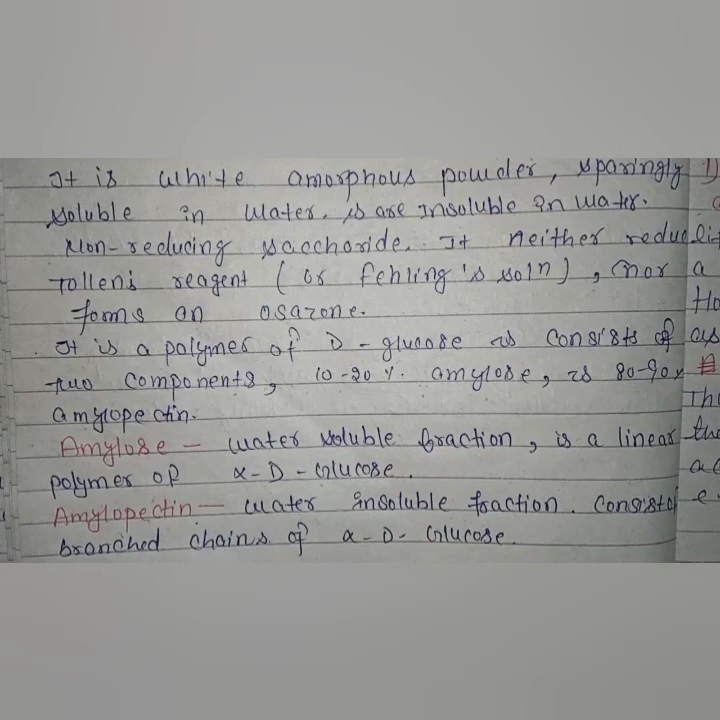 It is white amorphous powder, sparingly
soluble in water. is are insoluble in water.
Non-reducing saccharide. It neither reduce
Tollen's reagent (or fehling's soln), nor a
forms an osazone.
It is a polymer of D-glucose is consists of
two components, 10-20%. amylose, is 80-90%
amylopectin.
Amylose - water soluble fraction, is a linear
polymer of α-D-Glucose.
Amylopectin - water insoluble fraction. Consist of
branched chains of α-D-Glucose.